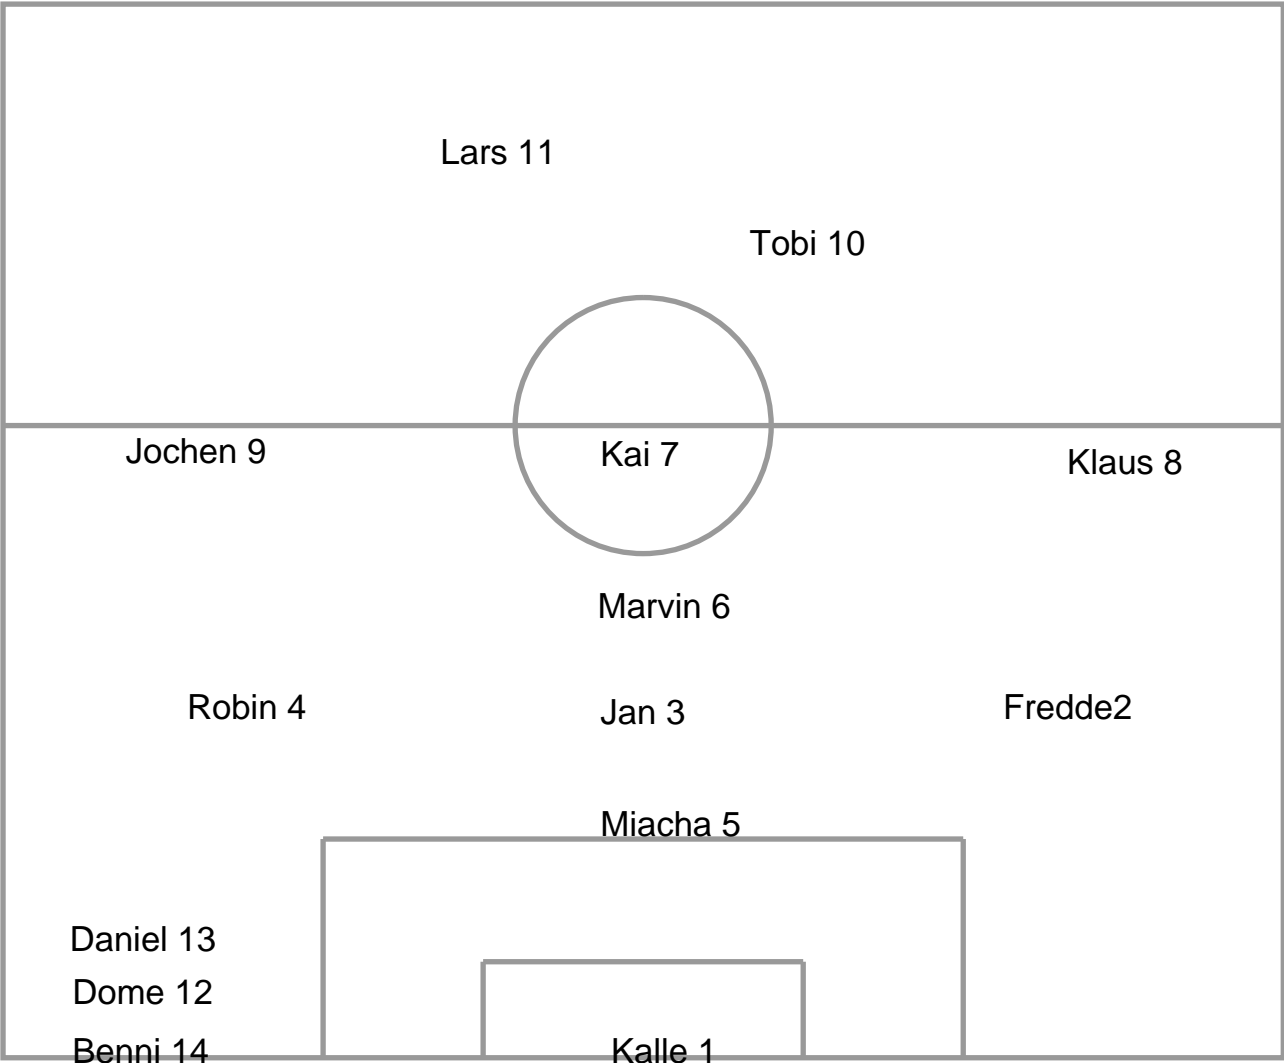 Lars 11
Tobi 10
Jochen 9
Kai 7
Klaus 8
Marvin 6
Robin 4
Jan 3
Fredde2
Miacha 5
Daniel 13
Dome 12
Benni 14
Kalle 1